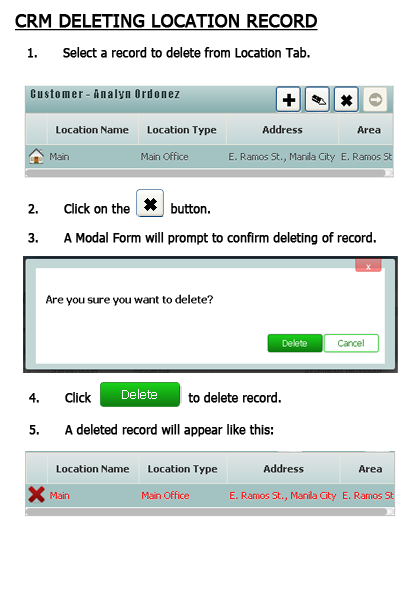 CRM DELETING LOCATION RECORD
1. Select a record to delete from Location Tab.
Customer - Analyn Ordonez
Location Name Location Type Address Area
Main Main Office E. Ramos St., Manila City E. Ramos St
2. Click on the button.
3. A Modal Form will prompt to confirm deleting of record.
x
Are you sure you want to delete?
Delete Cancel
4. Click Delete to delete record.
5. A deleted record will appear like this:
Location Name Location Type Address Area
Main Main Office E. Ramos St., Manila City E. Ramos St